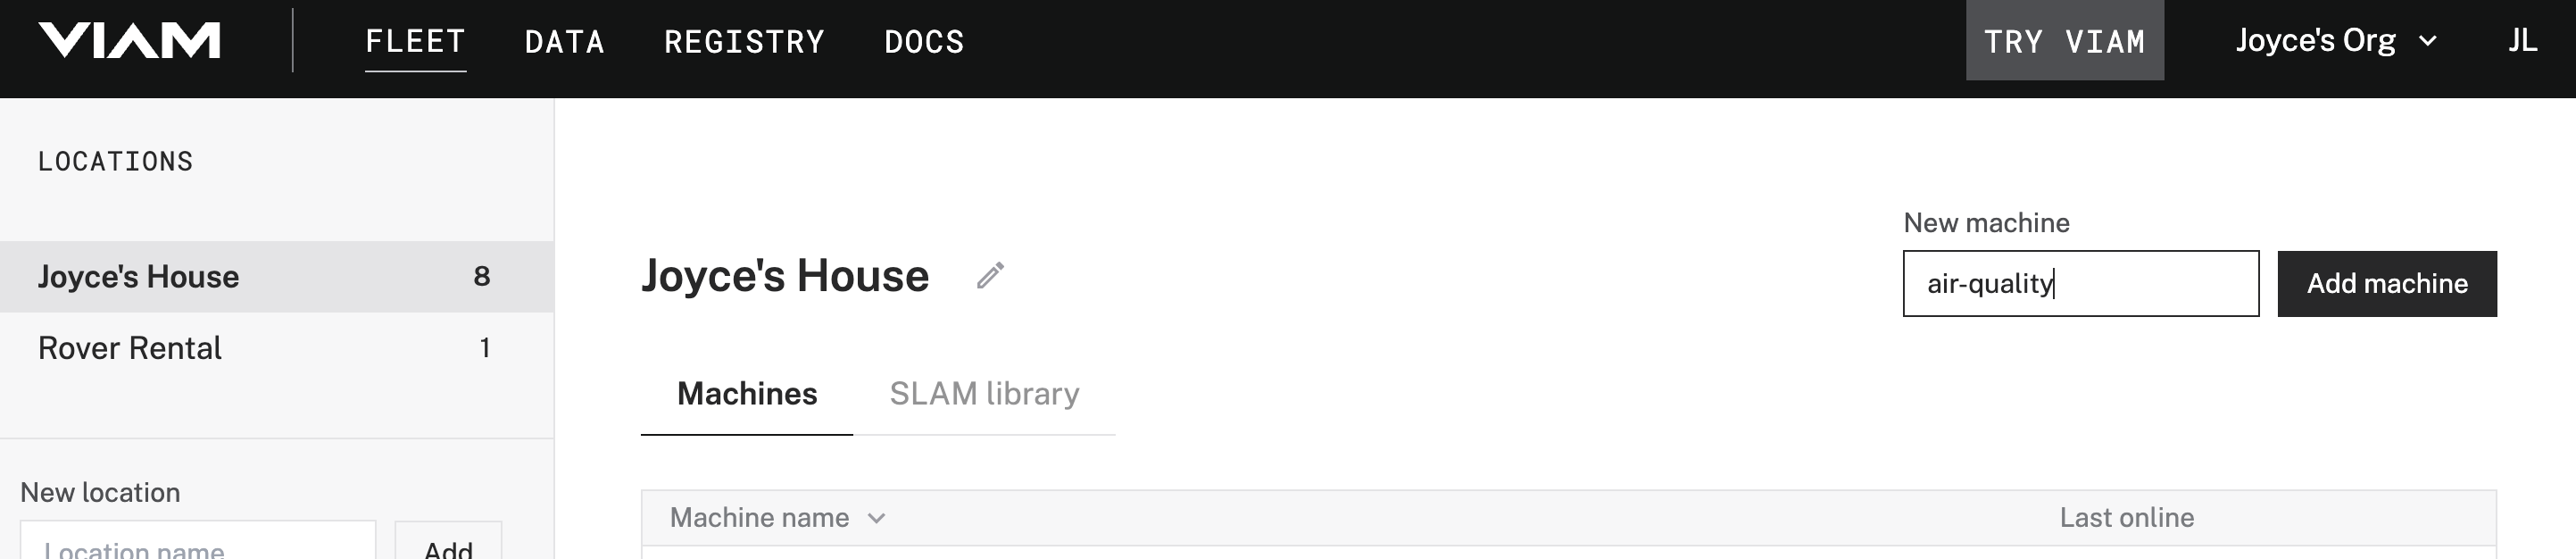 VIAM
FLEET
DATA
REGISTRY
DOCS
TRY VIAM
Joyce's Org
JL
LOCATIONS
Joyce's House 8
Rover Rental 1
New location
Location name
Add
Joyce's House
New machine
air-quality
Add machine
Machines
SLAM library
Machine name
Last online